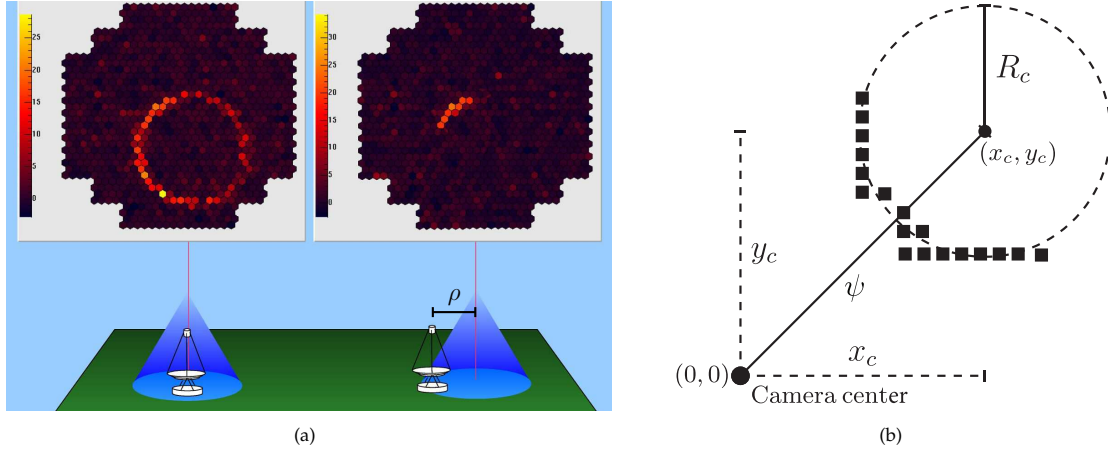 25
20
15
10
5
0
30
25
20
15
10
5
0
ρ
(a)
R_c
(x_c, y_c)
y_c
ψ
x_c
(0, 0)
Camera center
(b)